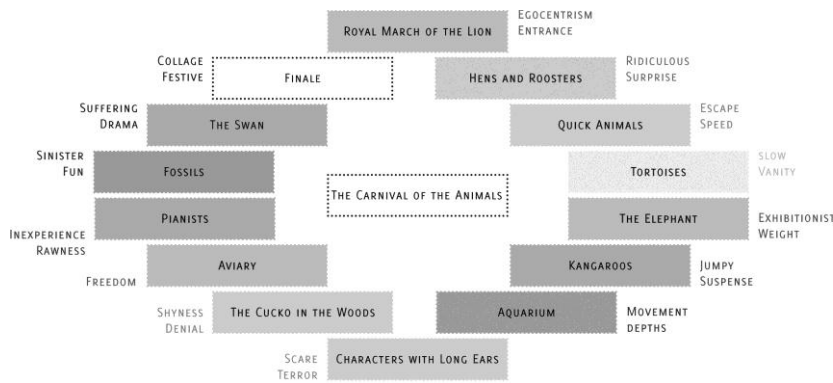 Royal March of the Lion
Egocentrism
Entrance
Collage
Festive
Finale
Hens and Roosters
Ridiculous
Surprise
Suffering
Drama
The Swan
Quick Animals
Escape
Speed
Sinister
Fun
Fossils
Tortoises
slow
Vanity
The Carnival of the Animals
Inexperience
Rawness
Pianists
The Elephant
Exhibitionist
Weight
Freedom
Aviary
Kangaroos
Jumpy
Suspense
Shyness
Denial
The Cucko in the Woods
Aquarium
Movement
depths
Scare
Terror
Characters with Long Ears